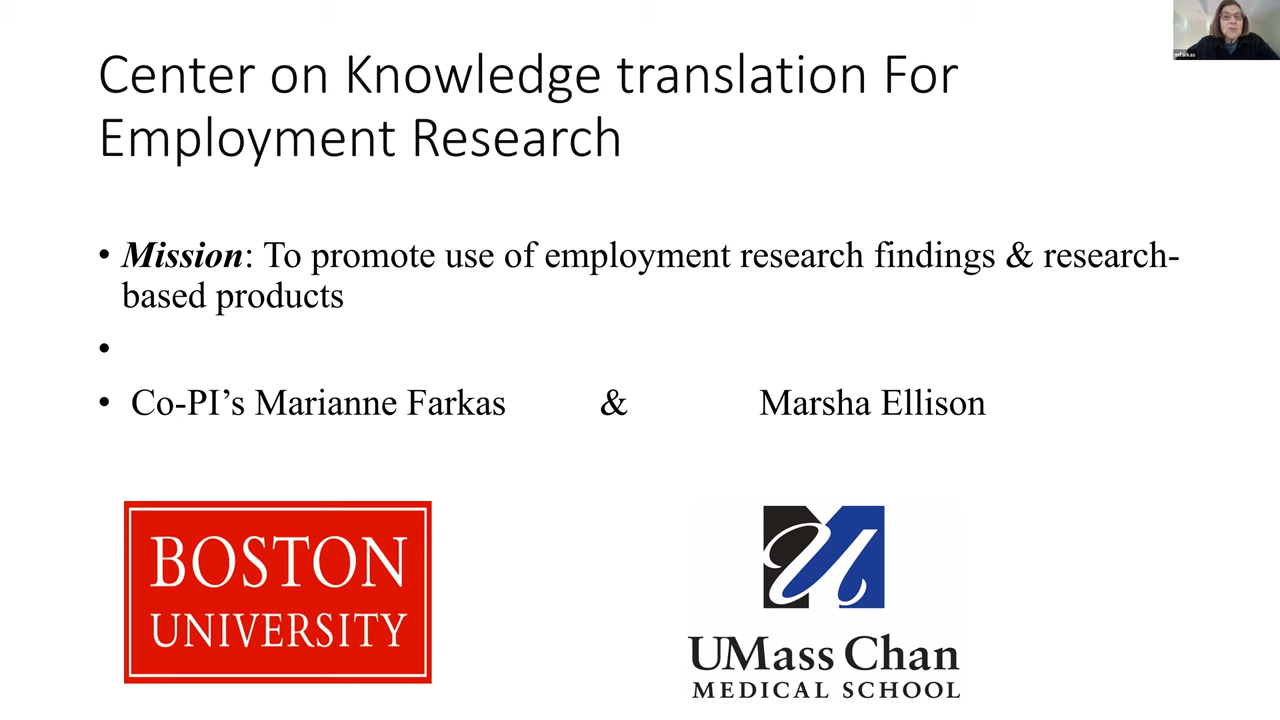 mFarkas
Center on Knowledge translation For
Employment Research
• Mission: To promote use of employment research findings & research-
based products
•
• Co-PI’s Marianne Farkas & Marsha Ellison
BOSTON
UNIVERSITY
UMass Chan
MEDICAL SCHOOL